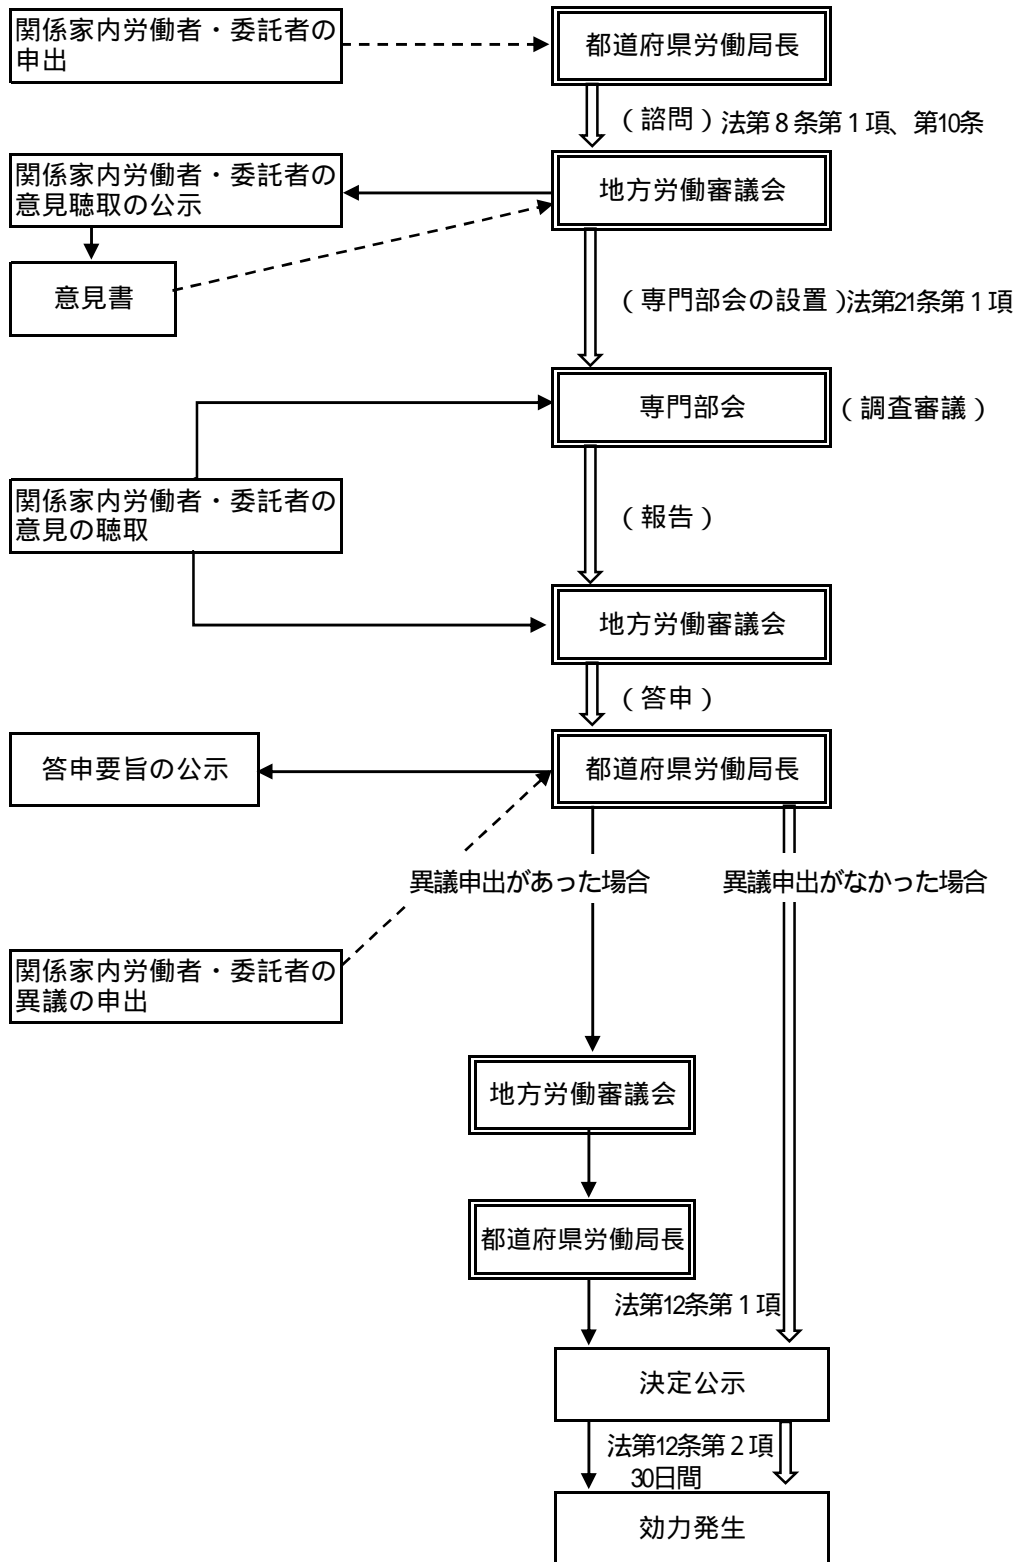 関係家内労働者・委託者の
申出
都道府県労働局長
（諮問）法第８条第１項、第10条
関係家内労働者・委託者の
意見聴取の公示
地方労働審議会
意見書
（専門部会の設置）法第21条第１項
専門部会
（調査審議）
関係家内労働者・委託者の
意見の聴取
（報告）
地方労働審議会
（答申）
答申要旨の公示
都道府県労働局長
異議申出があった場合
異議申出がなかった場合
関係家内労働者・委託者の
異議の申出
地方労働審議会
都道府県労働局長
法第12条第１項
決定公示
法第12条第２項
30日間
効力発生